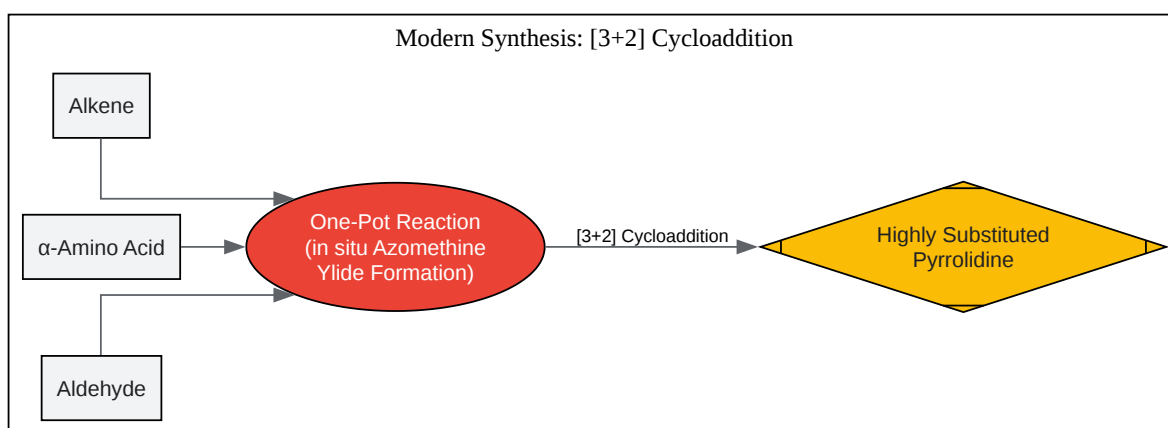 Modern Synthesis: [3+2] Cycloaddition
Alkene
α-Amino Acid
Aldehyde
One-Pot Reaction
(in situ Azomethine
Ylide Formation)
[3+2] Cycloaddition
Highly Substituted
Pyrrolidine